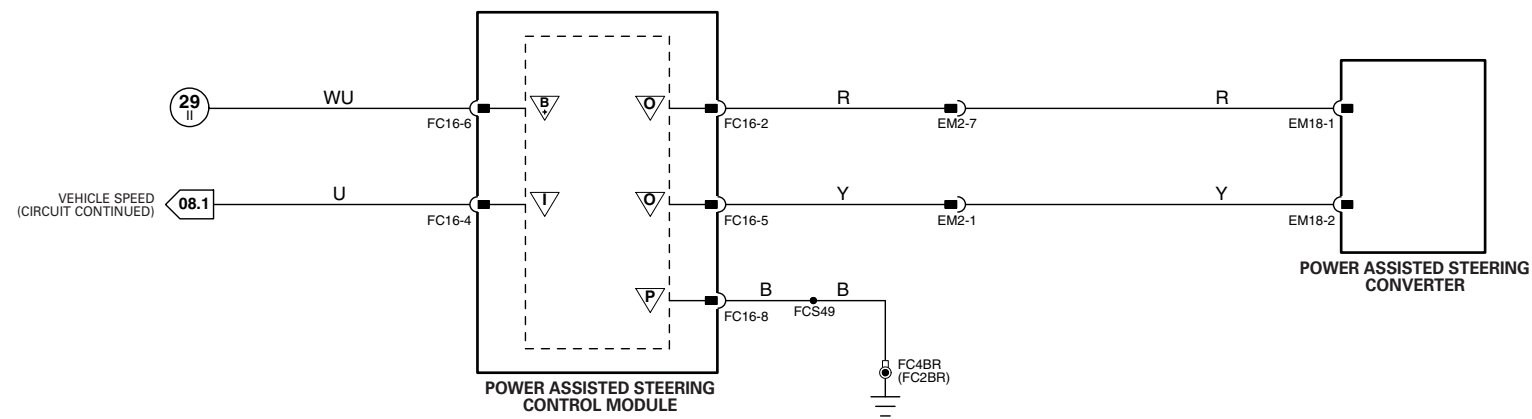 29
II
WU
FC16-6
B
+
O
FC16-2
R
EM2-7
R
EM18-1
VEHICLE SPEED
(CIRCUIT CONTINUED)
08.1
U
FC16-4
I
O
FC16-5
Y
EM2-1
Y
EM18-2
POWER ASSISTED STEERING
CONVERTER
P
FC16-8
B
FCS49
B
FC4BR
(FC2BR)
POWER ASSISTED STEERING
CONTROL MODULE